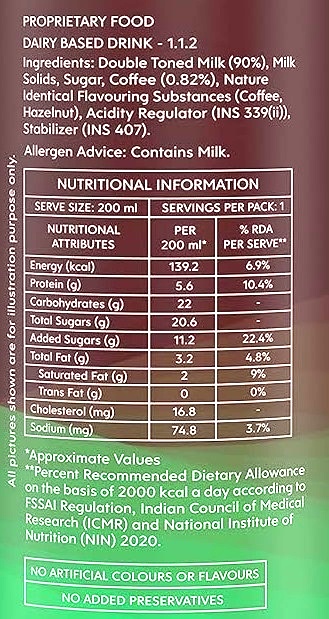 PROPRIETARY FOOD
DAIRY BASED DRINK - 1.1.2
Ingredients: Double Toned Milk (90%), Milk
Solids, Sugar, Coffee (0.82%), Nature
Identical Flavouring Substances (Coffee,
Hazelnut), Acidity Regulator (INS 339(ii)),
Stabilizer (INS 407).
Allergen Advice: Contains Milk.
NUTRITIONAL INFORMATION
SERVE SIZE: 200 ml SERVINGS PER PACK: 1
NUTRITIONAL ATTRIBUTES PER 200 ml* % RDA PER SERVE**
Energy (kcal) 139.2 6.9%
Protein (g) 5.6 10.4%
Carbohydrates (g) 22 -
Total Sugars (g) 20.6 -
Added Sugars (g) 11.2 22.4%
Total Fat (g) 3.2 4.8%
Saturated Fat (g) 2 9%
Trans Fat (g) 0 0%
Cholesterol (mg) 16.8 -
Sodium (mg) 74.8 3.7%
*Approximate Values
**Percent Recommended Dietary Allowance
on the basis of 2000 kcal a day according to
FSSAI Regulation, Indian Council of Medical
Research (ICMR) and National Institute of
Nutrition (NIN) 2020.
NO ARTIFICIAL COLOURS OR FLAVOURS
NO ADDED PRESERVATIVES
All pictures shown are for illustration purpose only.